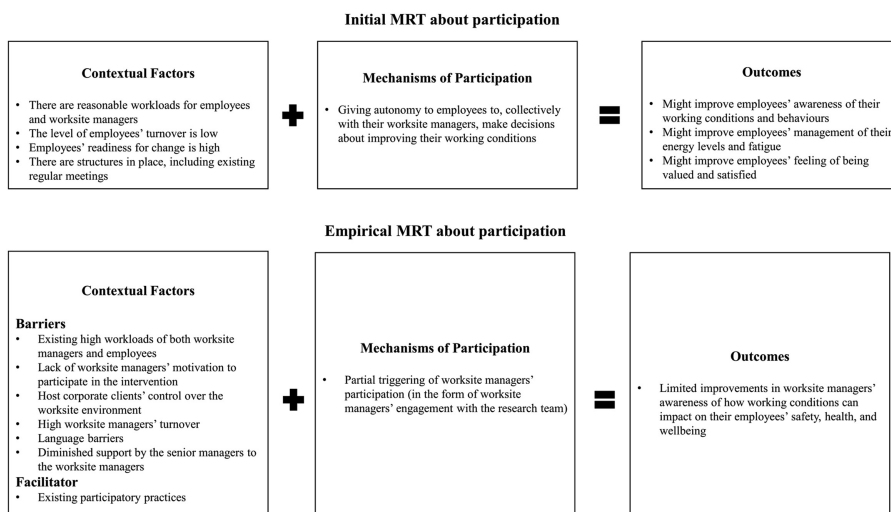 Initial MRT about participation
Contextual Factors
• There are reasonable workloads for employees
and worksite managers
• The level of employees' turnover is low
• Employees' readiness for change is high
• There are structures in place, including existing
regular meetings
Mechanisms of Participation
• Giving autonomy to employees to, collectively
with their worksite managers, make decisions
about improving their working conditions
Outcomes
• Might improve employees' awareness of their
working conditions and behaviours
• Might improve employees' management of their
energy levels and fatigue
• Might improve employees' feeling of being
valued and satisfied
Empirical MRT about participation
Contextual Factors
Barriers
• Existing high workloads of both worksite
managers and employees
• Lack of worksite managers' motivation to
participate in the intervention
• Host corporate clients' control over the
worksite environment
• High worksite managers' turnover
• Language barriers
• Diminished support by the senior managers to
the worksite managers
Facilitator
• Existing participatory practices
Mechanisms of Participation
• Partial triggering of worksite managers'
participation (in the form of worksite
managers' engagement with the research team)
Outcomes
• Limited improvements in worksite managers'
awareness of how working conditions can
impact on their employees' safety, health, and
wellbeing